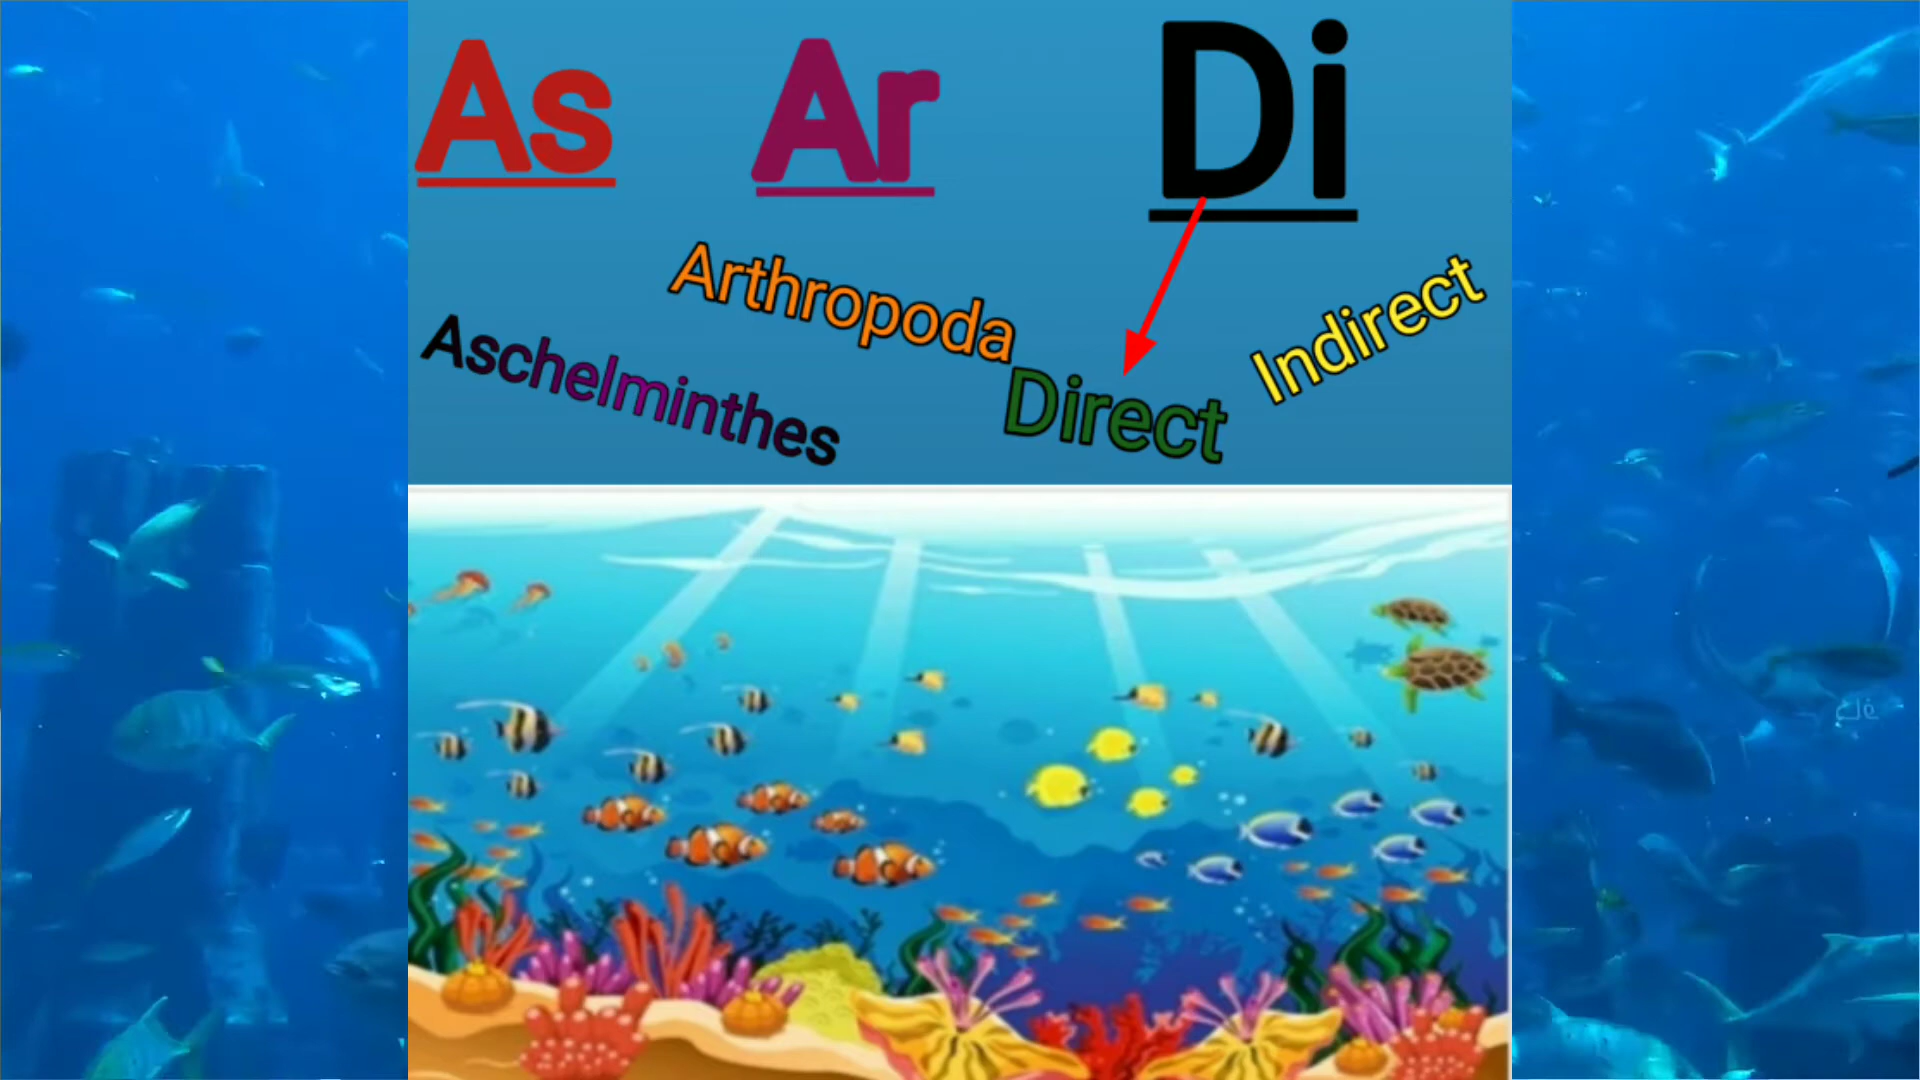 As Ar Di
Arthropoda
Indirect
Aschelminthes
Direct